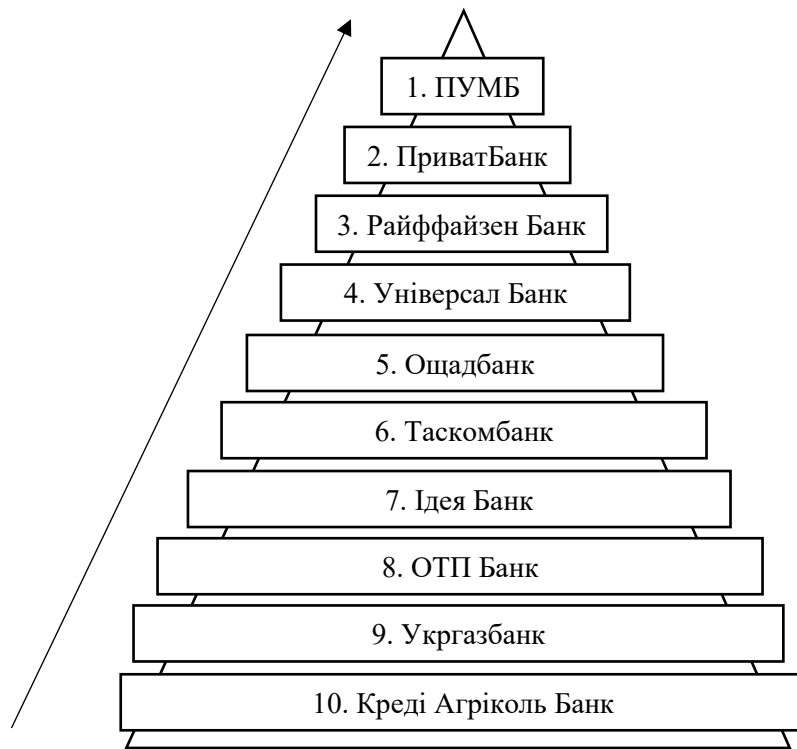 1. ПУМБ
2. ПриватБанк
3. Райффайзен Банк
4. Універсал Банк
5. Ощадбанк
6. Таскомбанк
7. Ідея Банк
8. ОТП Банк
9. Укргазбанк
10. Креді Агріколь Банк